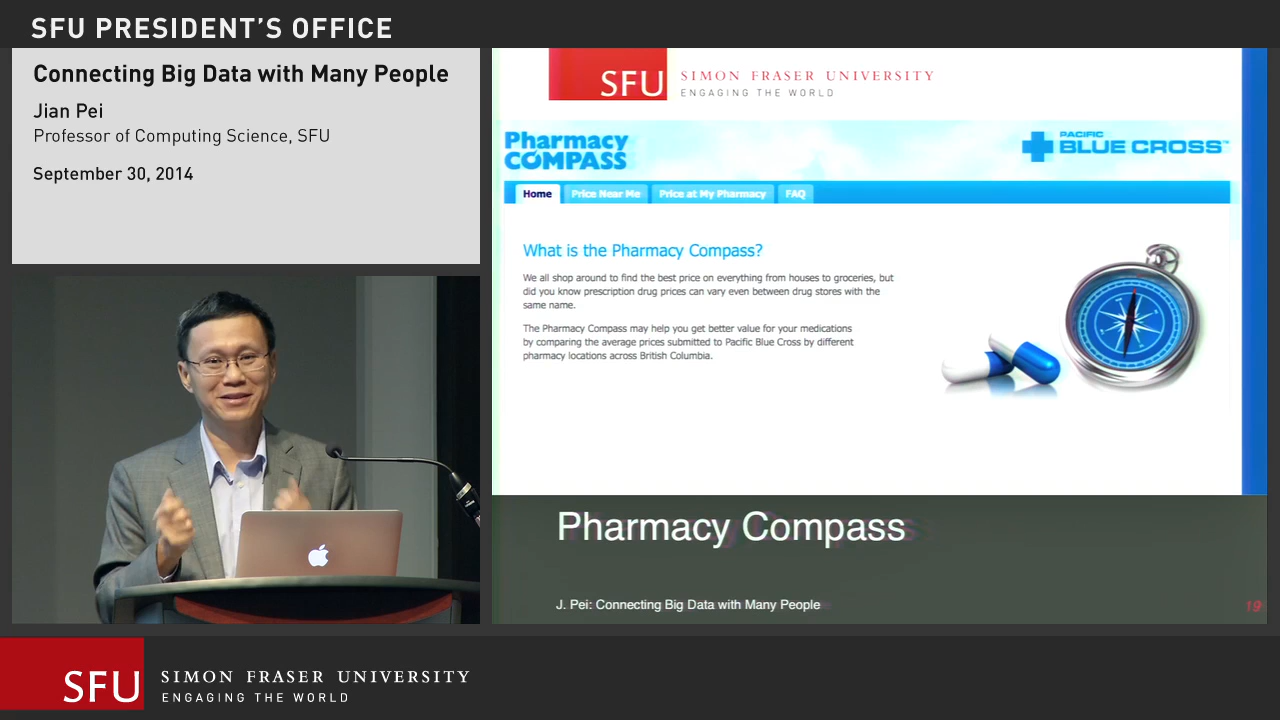 SFU PRESIDENT'S OFFICE
Connecting Big Data with Many People
Jian Pei
Professor of Computing Science, SFU
September 30, 2014
SFU SIMON FRASER UNIVERSITY
ENGAGING THE WORLD
Pharmacy
COMPASS
PACIFIC
BLUE CROSS™
Home Price Near Me Price at My Pharmacy FAQ
What is the Pharmacy Compass?
We all shop around to find the best price on everything from houses to groceries, but
did you know prescription drug prices can vary even between drug stores with the
same name.
The Pharmacy Compass may help you get better value for your medications
by comparing the average prices submitted to Pacific Blue Cross by different
pharmacy locations across British Columbia.
Pharmacy Compass
J. Pei: Connecting Big Data with Many People
19
SFU SIMON FRASER UNIVERSITY
ENGAGING THE WORLD